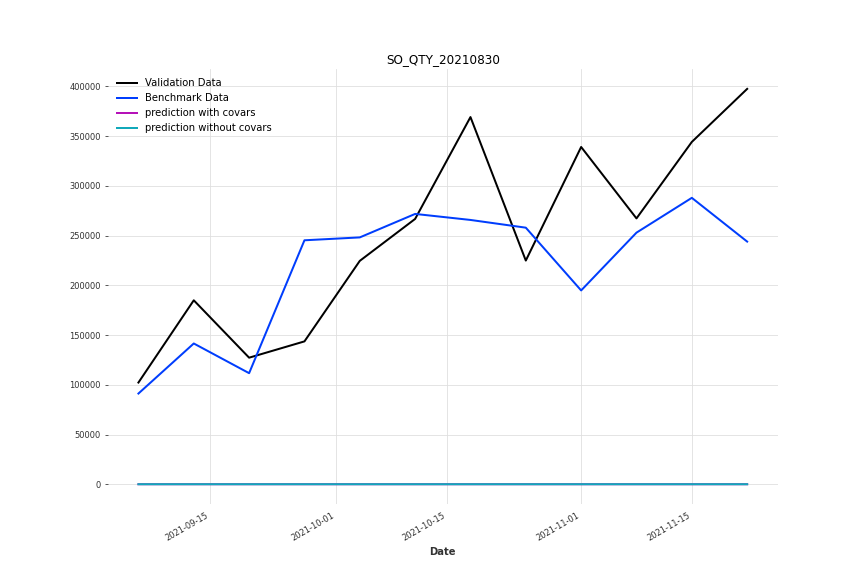 SO_QTY_20210830
Validation Data
Benchmark Data
prediction with covars
prediction without covars
400000
350000
300000
250000
200000
150000
100000
50000
0
2021-09-15
2021-10-01
2021-10-15
2021-11-01
2021-11-15
Date